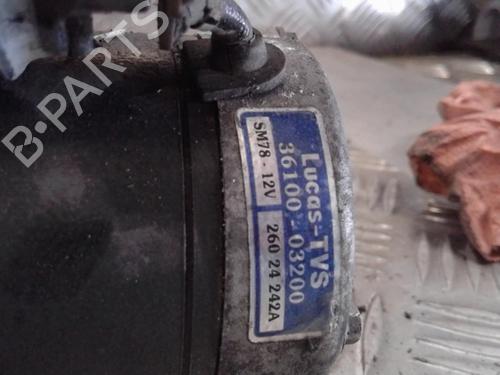 B-PARTS
Lucas-TVS
36100-03200
SM78 - 12V
260 24 242A